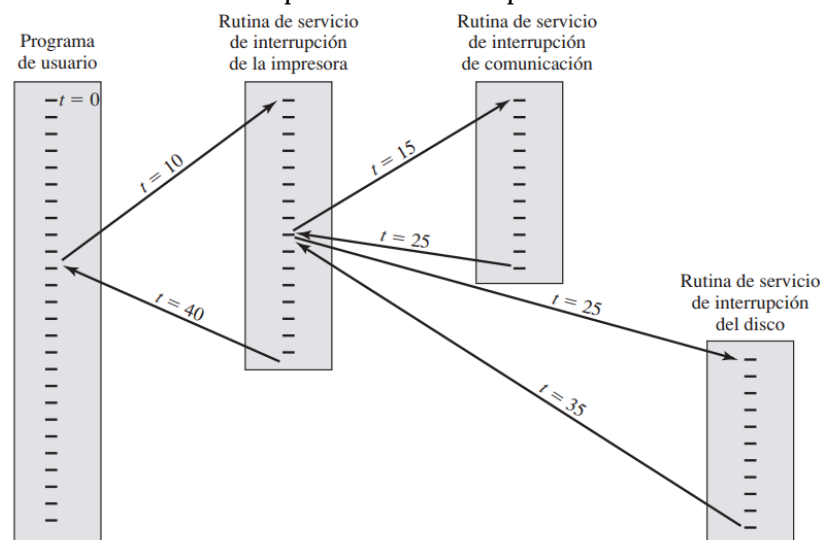 Programa
de usuario
Rutina de servicio
de interrupción
de la impresora
Rutina de servicio
de interrupción
de comunicación
t = 0
t = 10
t = 15
t = 25
t = 40
t = 25
Rutina de servicio
de interrupción
del disco
t = 35